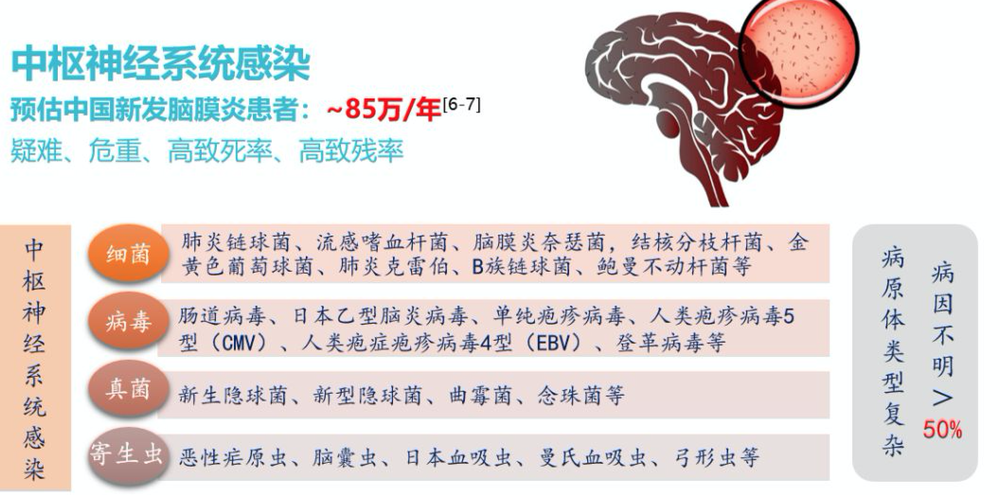 中枢神经系统感染
预估中国新发脑膜炎患者：~85万/年[6-7]
疑难、危重、高致死率、高致残率
中枢神经系统感染
细菌
肺炎链球菌、流感嗜血杆菌、脑膜炎奈瑟菌，结核分枝杆菌、金
黄色葡萄球菌、肺炎克雷伯、B族链球菌、鲍曼不动杆菌等
病毒
肠道病毒、日本乙型脑炎病毒、单纯疱疹病毒、人类疱疹病毒5
型（CMV）、人类疱症疱疹病毒4型（EBV）、登革病毒等
真菌
新生隐球菌、新型隐球菌、曲霉菌、念珠菌等
寄生虫
恶性疟原虫、脑囊虫、日本血吸虫、曼氏血吸虫、弓形虫等
病原体类型复杂
病因不明＞50%